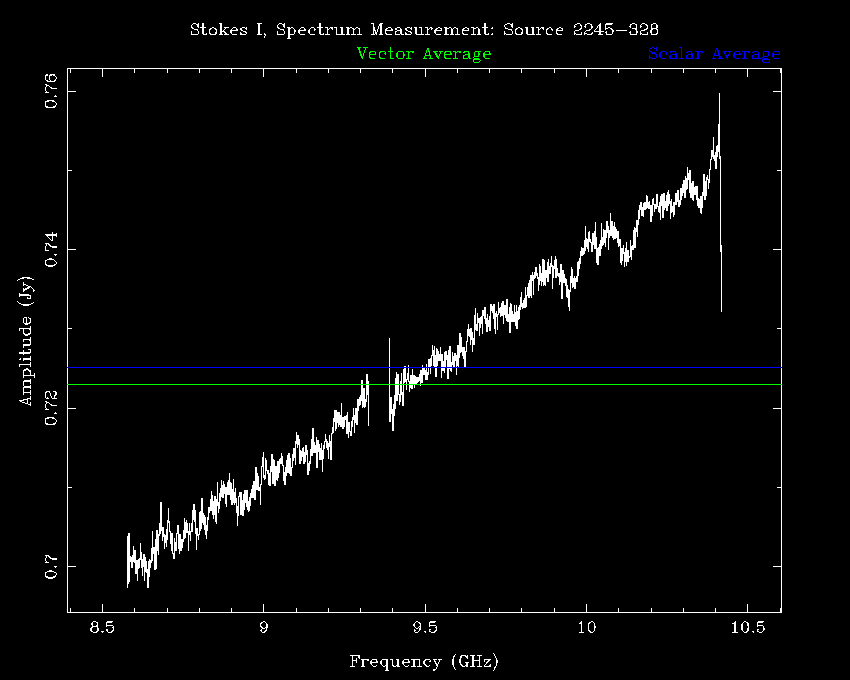 Stokes I, Spectrum Measurement: Source 2245−328
Vector Average Scalar Average
0.76
0.74
0.72
0.7
Amplitude (Jy)
8.5 9 9.5 10 10.5
Frequency (GHz)